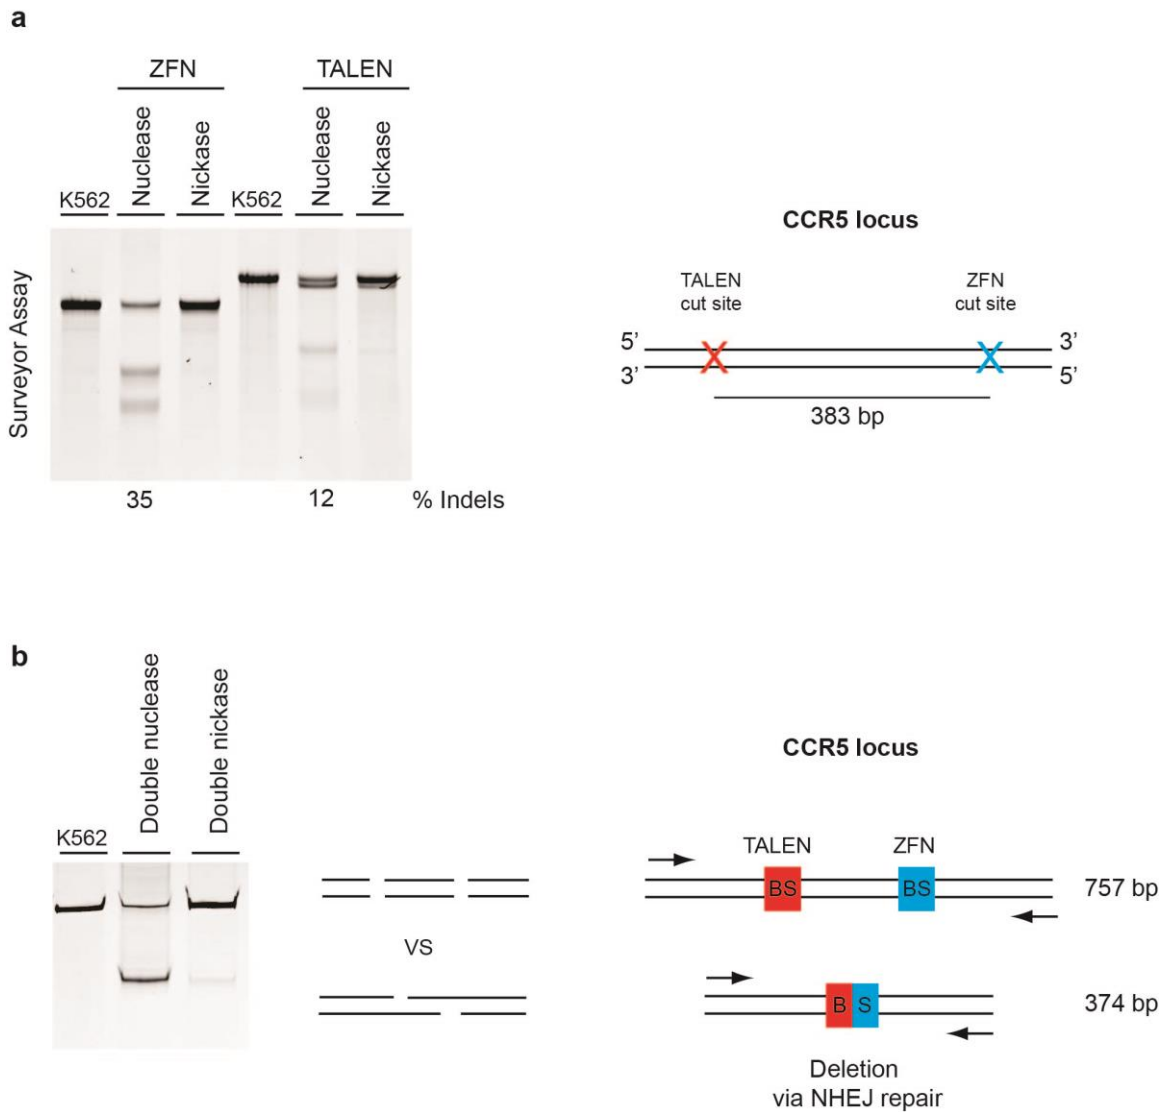 a
ZFN
TALEN
K562
Nuclease
Nickase
K562
Nuclease
Nickase
Surveyor Assay
35
12
% Indels
CCR5 locus
TALEN
cut site
ZFN
cut site
5’
3’
3’
5’
383 bp
b
K562
Double nuclease
Double nickase
VS
CCR5 locus
TALEN
ZFN
BS
BS
757 bp
B
S
374 bp
Deletion
via NHEJ repair